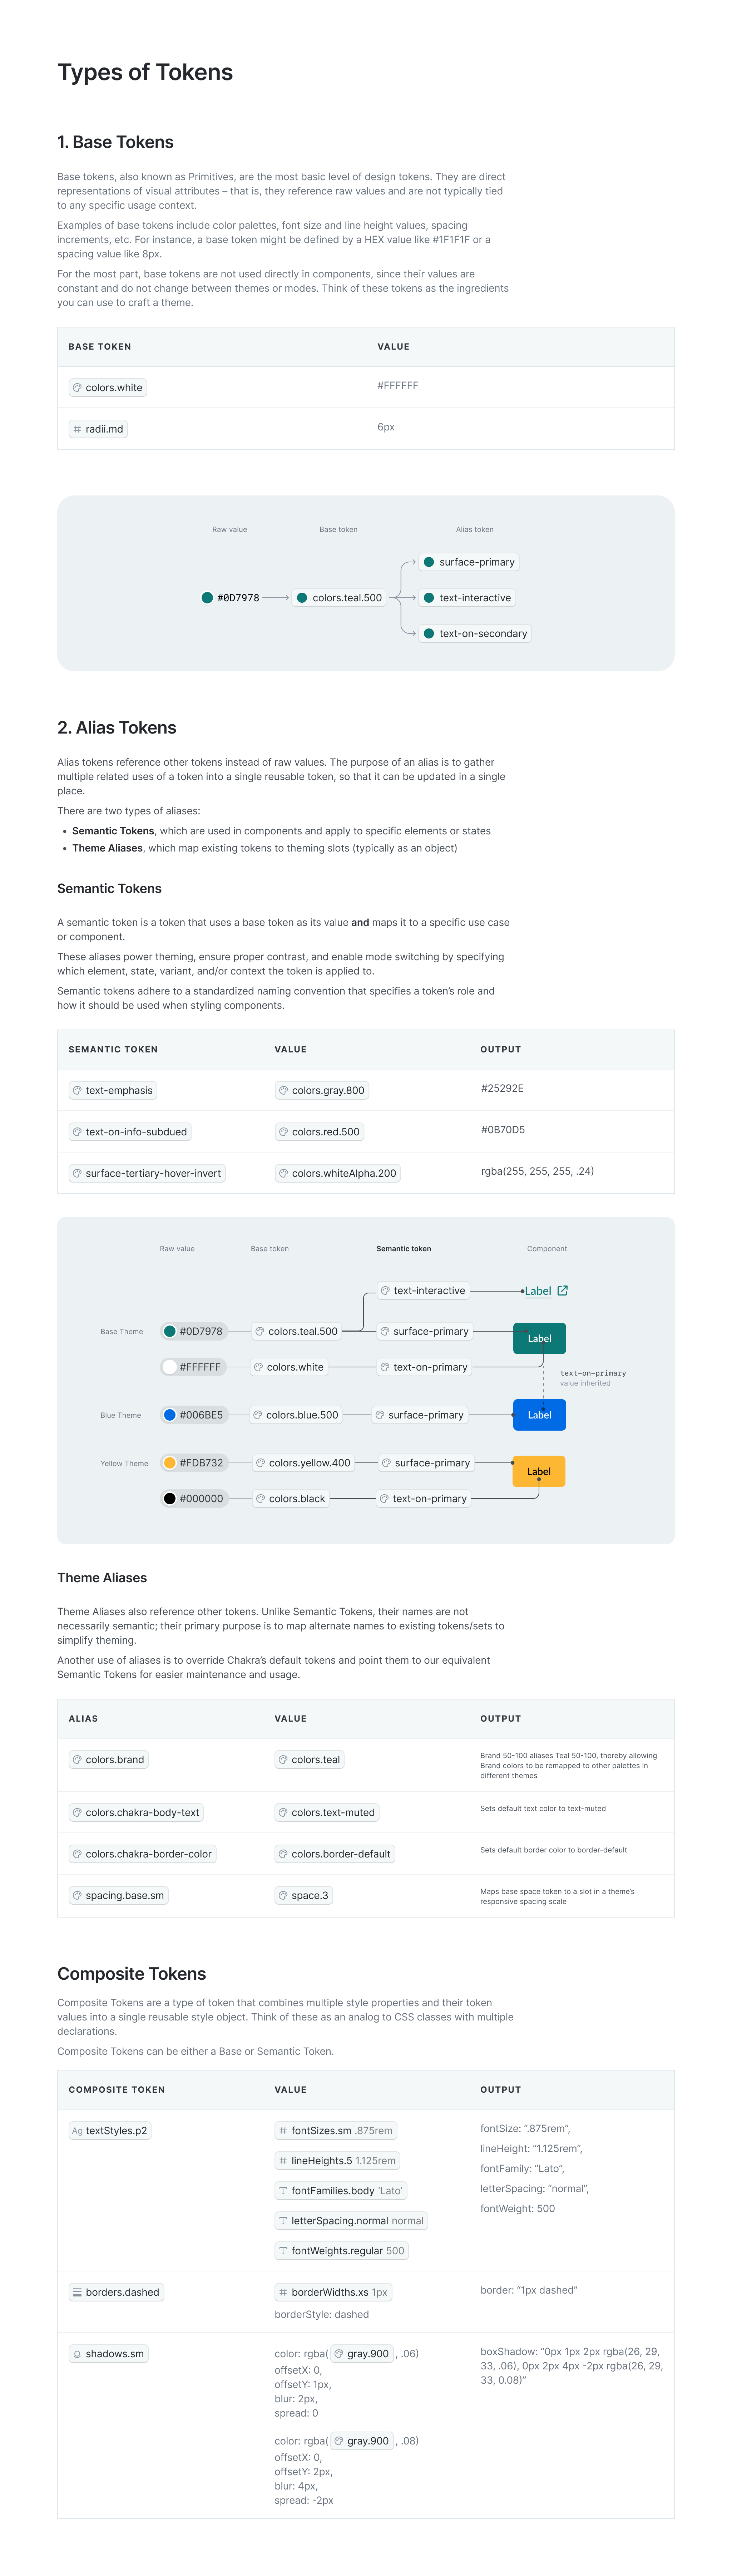 Types of Tokens
1. Base Tokens
Base tokens, also known as Primitives, are the most basic level of design tokens. They are direct
representations of visual attributes – that is, they reference raw values and are not typically tied
to any specific usage context.
Examples of base tokens include color palettes, font size and line height values, spacing
increments, etc. For instance, a base token might be defined by a HEX value like #1F1F1F or a
spacing value like 8px.
For the most part, base tokens are not used directly in components, since their values are
constant and do not change between themes or modes. Think of these tokens as the ingredients
you can use to craft a theme.
BASE TOKEN VALUE
colors.white #FFFFFF
radii.md 6px
Raw value Base token Alias token
surface-primary
#0D7978 colors.teal.500 text-interactive
text-on-secondary
2. Alias Tokens
Alias tokens reference other tokens instead of raw values. The purpose of an alias is to gather
multiple related uses of a token into a single reusable token, so that it can be updated in a single
place.
There are two types of aliases:
• Semantic Tokens, which are used in components and apply to specific elements or states
• Theme Aliases, which map existing tokens to theming slots (typically as an object)
Semantic Tokens
A semantic token is a token that uses a base token as its value and maps it to a specific use case
or component.
These aliases power theming, ensure proper contrast, and enable mode switching by specifying
which element, state, variant, and/or context the token is applied to.
Semantic tokens adhere to a standardized naming convention that specifies a token's role and
how it should be used when styling components.
SEMANTIC TOKEN VALUE OUTPUT
text-emphasis colors.gray.800 #25292E
text-on-info-subdued colors.red.500 #0B70D5
surface-tertiary-hover-invert colors.whiteAlpha.200 rgba(255, 255, 255, .24)
Raw value Base token Semantic token Component
text-interactive Label
Base Theme #0D7978 colors.teal.500 surface-primary Label
#FFFFFF colors.white text-on-primary
text-on-primary
value inherited
Blue Theme #006BE5 colors.blue.500 surface-primary Label
Yellow Theme #FDB732 colors.yellow.400 surface-primary Label
#000000 colors.black text-on-primary
Theme Aliases
Theme Aliases also reference other tokens. Unlike Semantic Tokens, their names are not
necessarily semantic; their primary purpose is to map alternate names to existing tokens/sets to
simplify theming.
Another use of aliases is to override Chakra's default tokens and point them to our equivalent
Semantic Tokens for easier maintenance and usage.
ALIAS VALUE OUTPUT
colors.brand colors.teal Brand 50-100 aliases Teal 50-100, thereby allowing
Brand colors to be remapped to other palettes in
different themes
colors.chakra-body-text colors.text-muted Sets default text color to text-muted
colors.chakra-border-color colors.border-default Sets default border color to border-default
spacing.base.sm space.3 Maps base space token to a slot in a theme's
responsive spacing scale
Composite Tokens
Composite Tokens are a type of token that combines multiple style properties and their token
values into a single reusable style object. Think of these as an analog to CSS classes with multiple
declarations.
Composite Tokens can be either a Base or Semantic Token.
COMPOSITE TOKEN VALUE OUTPUT
Ag textStyles.p2
fontSizes.sm .875rem
lineHeights.5 1.125rem
fontFamilies.body 'Lato'
letterSpacing.normal normal
fontWeights.regular 500
fontSize: ".875rem",
lineHeight: "1.125rem",
fontFamily: "Lato",
letterSpacing: "normal",
fontWeight: 500
borders.dashed
borderWidths.xs 1px
borderStyle: dashed
border: "1px dashed"
shadows.sm
color: rgba( gray.900 , .06)
offsetX: 0,
offsetY: 1px,
blur: 2px,
spread: 0
color: rgba( gray.900 , .08)
offsetX: 0,
offsetY: 2px,
blur: 4px,
spread: -2px
boxShadow: "0px 1px 2px rgba(26, 29,
33, .06), 0px 2px 4px -2px rgba(26, 29,
33, 0.08)"